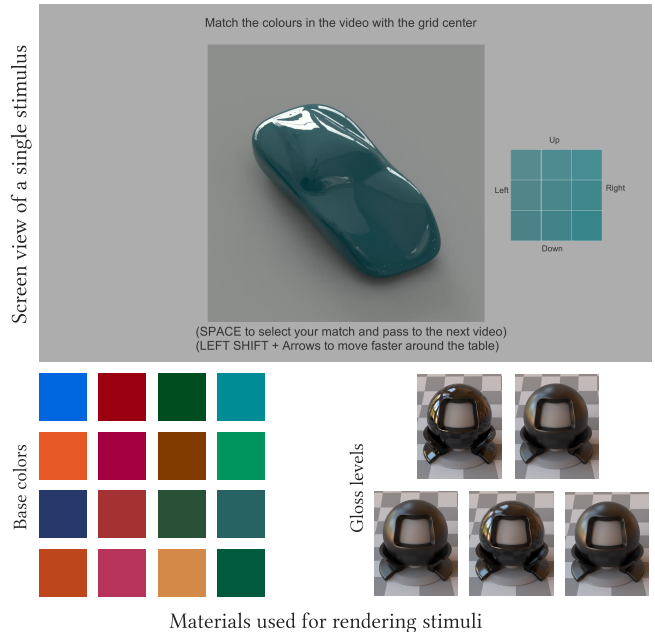 Screen view of a single stimulus
Match the colours in the video with the grid center
Up
Left
Right
Down
(SPACE to select your match and pass to the next video)
(LEFT SHIFT + Arrows to move faster around the table)
Base colors
Gloss levels
Materials used for rendering stimuli